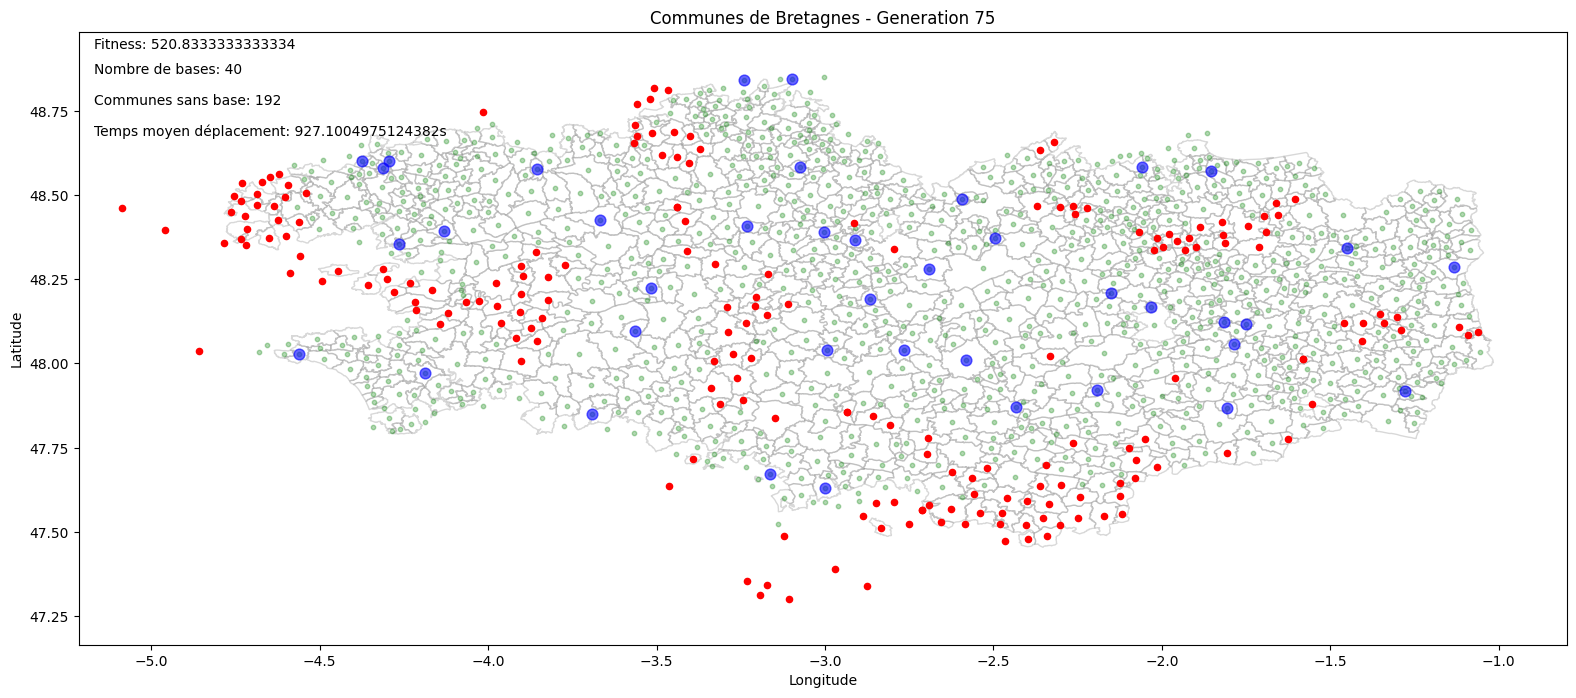 Communes de Bretagnes - Generation 75
Fitness: 520.8333333333334
Nombre de bases: 40
Communes sans base: 192
Temps moyen déplacement: 927.1004975124382s
Latitude
48.75
48.50
48.25
48.00
47.75
47.50
47.25
−5.0 −4.5 −4.0 −3.5 −3.0 −2.5 −2.0 −1.5 −1.0
Longitude